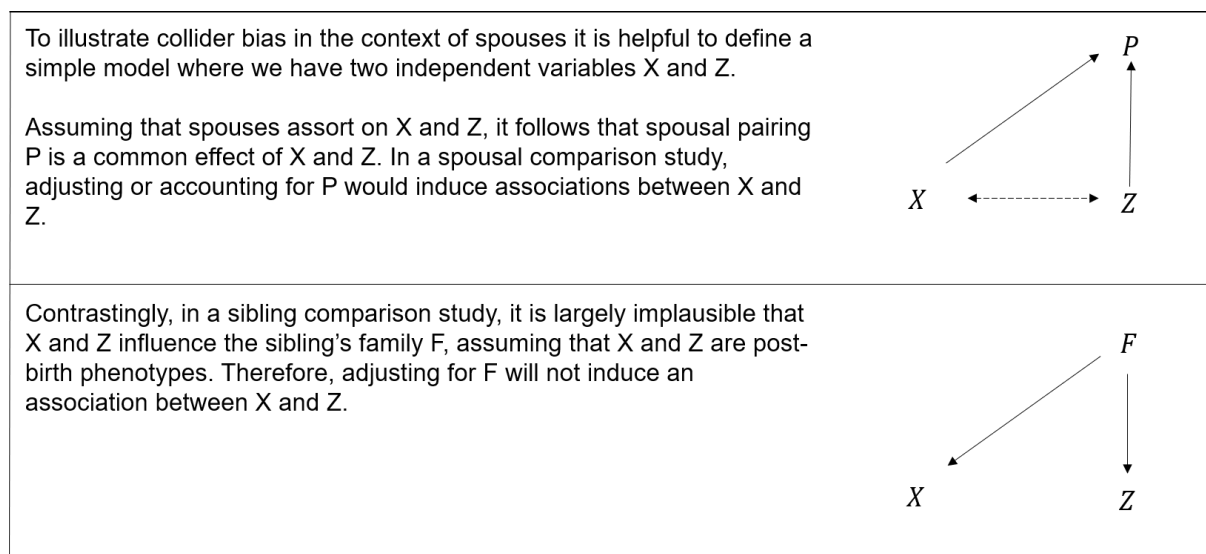 To illustrate collider bias in the context of spouses it is helpful to define a
simple model where we have two independent variables X and Z.
Assuming that spouses assort on X and Z, it follows that spousal pairing
P is a common effect of X and Z. In a spousal comparison study,
adjusting or accounting for P would induce associations between X and
Z.
P
X
Z
Contrastingly, in a sibling comparison study, it is largely implausible that
X and Z influence the sibling’s family F, assuming that X and Z are post-
birth phenotypes. Therefore, adjusting for F will not induce an
association between X and Z.
F
X
Z